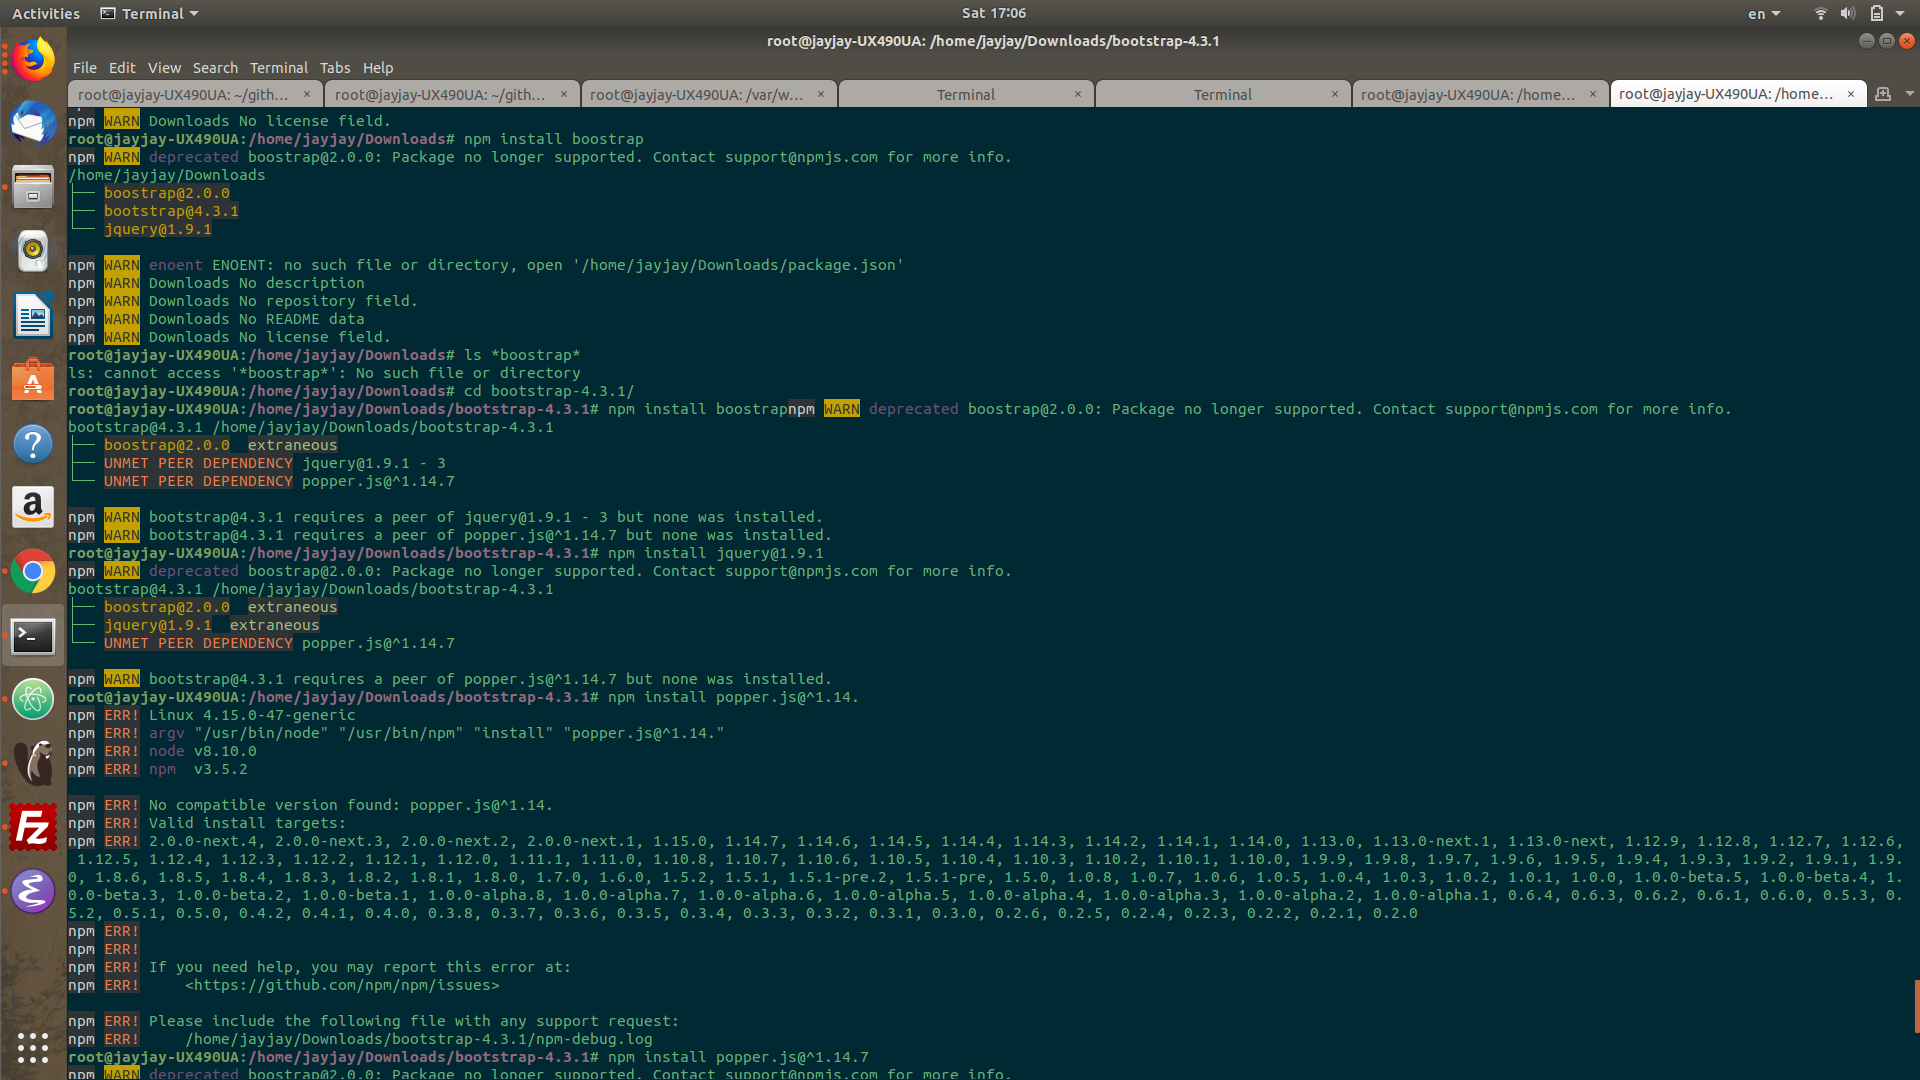 Activities Terminal Sat 17:06 en
root@jayjay-UX490UA: /home/jayjay/Downloads/bootstrap-4.3.1
File Edit View Search Terminal Tabs Help
root@jayjay-UX490UA: ~/gith... × root@jayjay-UX490UA: ~/gith... × root@jayjay-UX490UA: /var/w... × Terminal × Terminal × root@jayjay-UX490UA: /home... × root@jayjay-UX490UA: /home... ×
npm WARN Downloads No license field.
root@jayjay-UX490UA:/home/jayjay/Downloads# npm install boostrap
npm WARN deprecated boostrap@2.0.0: Package no longer supported. Contact support@npmjs.com for more info.
/home/jayjay/Downloads
├── boostrap@2.0.0
├── bootstrap@4.3.1
└── jquery@1.9.1
npm WARN enoent ENOENT: no such file or directory, open '/home/jayjay/Downloads/package.json'
npm WARN Downloads No description
npm WARN Downloads No repository field.
npm WARN Downloads No README data
npm WARN Downloads No license field.
root@jayjay-UX490UA:/home/jayjay/Downloads# ls *boostrap*
ls: cannot access '*boostrap*': No such file or directory
root@jayjay-UX490UA:/home/jayjay/Downloads# cd bootstrap-4.3.1/
root@jayjay-UX490UA:/home/jayjay/Downloads/bootstrap-4.3.1# npm install boostrapnpm WARN deprecated boostrap@2.0.0: Package no longer supported. Contact support@npmjs.com for more info.
bootstrap@4.3.1 /home/jayjay/Downloads/bootstrap-4.3.1
├── boostrap@2.0.0  extraneous
├── UNMET PEER DEPENDENCY jquery@1.9.1 - 3
└── UNMET PEER DEPENDENCY popper.js@^1.14.7
npm WARN bootstrap@4.3.1 requires a peer of jquery@1.9.1 - 3 but none was installed.
npm WARN bootstrap@4.3.1 requires a peer of popper.js@^1.14.7 but none was installed.
root@jayjay-UX490UA:/home/jayjay/Downloads/bootstrap-4.3.1# npm install jquery@1.9.1
npm WARN deprecated boostrap@2.0.0: Package no longer supported. Contact support@npmjs.com for more info.
bootstrap@4.3.1 /home/jayjay/Downloads/bootstrap-4.3.1
├── boostrap@2.0.0  extraneous
├── jquery@1.9.1  extraneous
└── UNMET PEER DEPENDENCY popper.js@^1.14.7
npm WARN bootstrap@4.3.1 requires a peer of popper.js@^1.14.7 but none was installed.
root@jayjay-UX490UA:/home/jayjay/Downloads/bootstrap-4.3.1# npm install popper.js@^1.14.
npm ERR! Linux 4.15.0-47-generic
npm ERR! argv "/usr/bin/node" "/usr/bin/npm" "install" "popper.js@^1.14."
npm ERR! node v8.10.0
npm ERR! npm  v3.5.2
npm ERR! No compatible version found: popper.js@^1.14.
npm ERR! Valid install targets:
npm ERR! 2.0.0-next.4, 2.0.0-next.3, 2.0.0-next.2, 2.0.0-next.1, 1.15.0, 1.14.7, 1.14.6, 1.14.5, 1.14.4, 1.14.3, 1.14.2, 1.14.1, 1.14.0, 1.13.0, 1.13.0-next.1, 1.13.0-next, 1.12.9, 1.12.8, 1.12.7, 1.12.6,
1.12.5, 1.12.4, 1.12.3, 1.12.2, 1.12.1, 1.12.0, 1.11.1, 1.11.0, 1.10.8, 1.10.7, 1.10.6, 1.10.5, 1.10.4, 1.10.3, 1.10.2, 1.10.1, 1.10.0, 1.9.9, 1.9.8, 1.9.7, 1.9.6, 1.9.5, 1.9.4, 1.9.3, 1.9.2, 1.9.1, 1.9.
0, 1.8.6, 1.8.5, 1.8.4, 1.8.3, 1.8.2, 1.8.1, 1.8.0, 1.7.0, 1.6.0, 1.5.2, 1.5.1, 1.5.1-pre.2, 1.5.1-pre, 1.5.0, 1.0.8, 1.0.7, 1.0.6, 1.0.5, 1.0.4, 1.0.3, 1.0.2, 1.0.1, 1.0.0, 1.0.0-beta.5, 1.0.0-beta.4, 1.
0.0-beta.3, 1.0.0-beta.2, 1.0.0-beta.1, 1.0.0-alpha.8, 1.0.0-alpha.7, 1.0.0-alpha.6, 1.0.0-alpha.5, 1.0.0-alpha.4, 1.0.0-alpha.3, 1.0.0-alpha.2, 1.0.0-alpha.1, 0.6.4, 0.6.3, 0.6.2, 0.6.1, 0.6.0, 0.5.3, 0.
5.2, 0.5.1, 0.5.0, 0.4.2, 0.4.1, 0.4.0, 0.3.8, 0.3.7, 0.3.6, 0.3.5, 0.3.4, 0.3.3, 0.3.2, 0.3.1, 0.3.0, 0.2.6, 0.2.5, 0.2.4, 0.2.3, 0.2.2, 0.2.1, 0.2.0
npm ERR!
npm ERR!
npm ERR! If you need help, you may report this error at:
npm ERR!     <https://github.com/npm/npm/issues>
npm ERR! Please include the following file with any support request:
npm ERR!     /home/jayjay/Downloads/bootstrap-4.3.1/npm-debug.log
root@jayjay-UX490UA:/home/jayjay/Downloads/bootstrap-4.3.1# npm install popper.js@^1.14.7
npm WARN deprecated boostrap@2.0.0: Package no longer supported. Contact support@npmjs.com for more info.